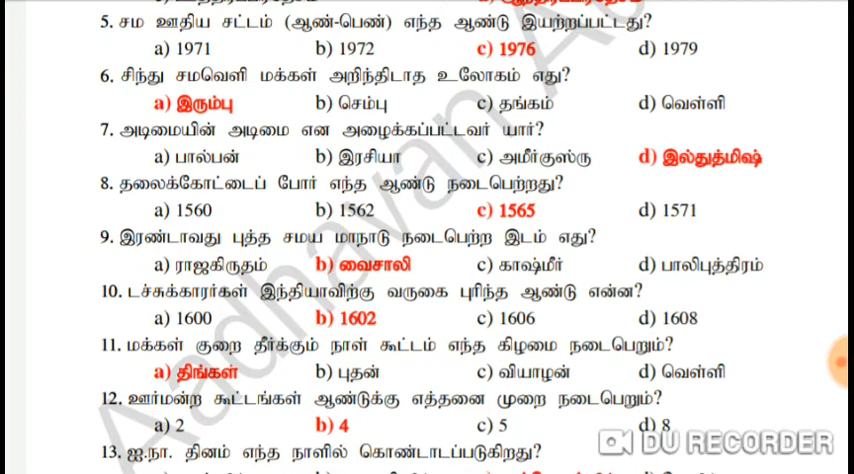 5. சம ஊதிய சட்டம் (ஆண்-பெண்) எந்த ஆண்டு இயற்றப்பட்டது?
a) 1971 b) 1972 c) 1976 d) 1979
6. சிந்து சமவெளி மக்கள் அறிந்திடாத உலோகம் எது?
a) இரும்பு b) செம்பு c) தங்கம் d) வெள்ளி
7. அடிமையின் அடிமை என அழைக்கப்பட்டவர் யார்?
a) பால்பன் b) இரசியா c) அமீர்குஸ்ரு d) இல்துத்மிஷ்
8. தலைக்கோட்டைப் போர் எந்த ஆண்டு நடைபெற்றது?
a) 1560 b) 1562 c) 1565 d) 1571
9. இரண்டாவது புத்த சமய மாநாடு நடைபெற்ற இடம் எது?
a) ராஜகிருதம் b) வைசாலி c) காஷ்மீர் d) பாலிபுத்திரம்
10. டச்சுக்காரர்கள் இந்தியாவிற்கு வருகை புரிந்த ஆண்டு என்ன?
a) 1600 b) 1602 c) 1606 d) 1608
11. மக்கள் குறை தீர்க்கும் நாள் கூட்டம் எந்த கிழமை நடைபெறும்?
a) திங்கள் b) புதன் c) வியாழன் d) வெள்ளி
12. ஊர்மன்ற கூட்டங்கள் ஆண்டுக்கு எத்தனை முறை நடைபெறும்?
a) 2 b) 4 c) 5 d) 8
DU RECORDER
13. ஐ.நா. தினம் எந்த நாளில் கொண்டாடப்படுகிறது?
Aadhavan